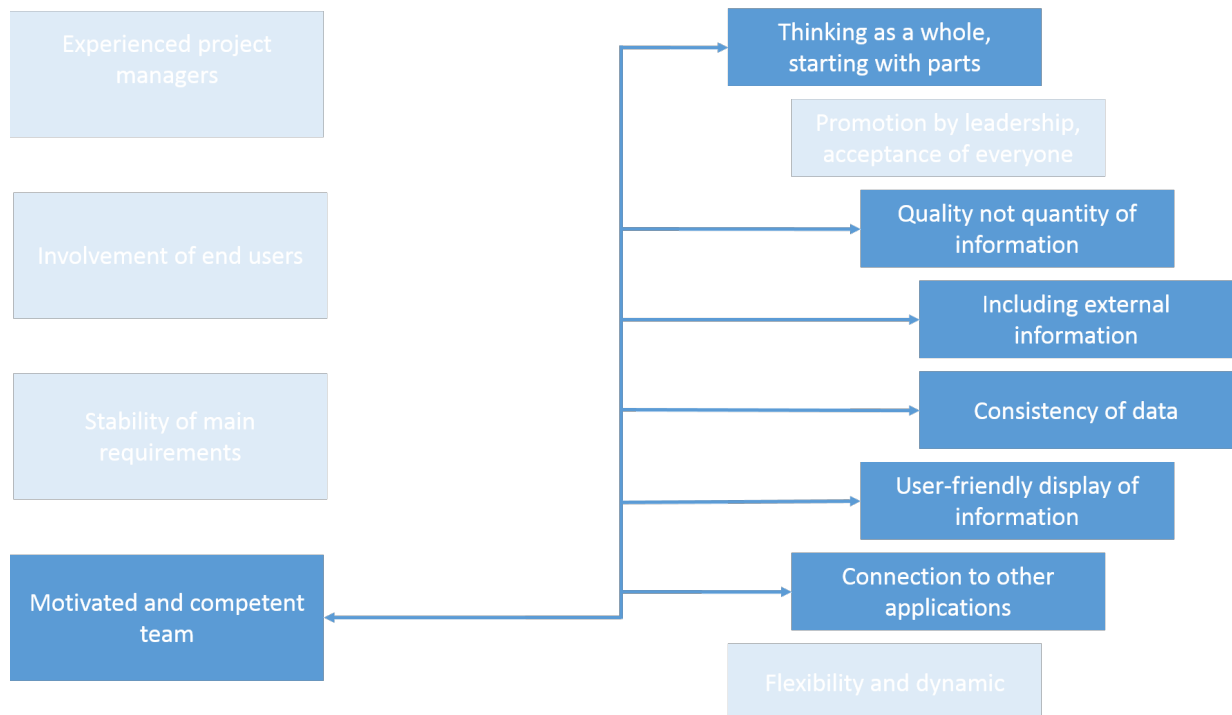 Experienced project
managers
Involvement of end users
Stability of main
requirements
Motivated and competent
team
Thinking as a whole,
starting with parts
Promotion by leadership,
acceptance of everyone
Quality not quantity of
information
Including external
information
Consistency of data
User-friendly display of
information
Connection to other
applications
Flexibility and dynamic